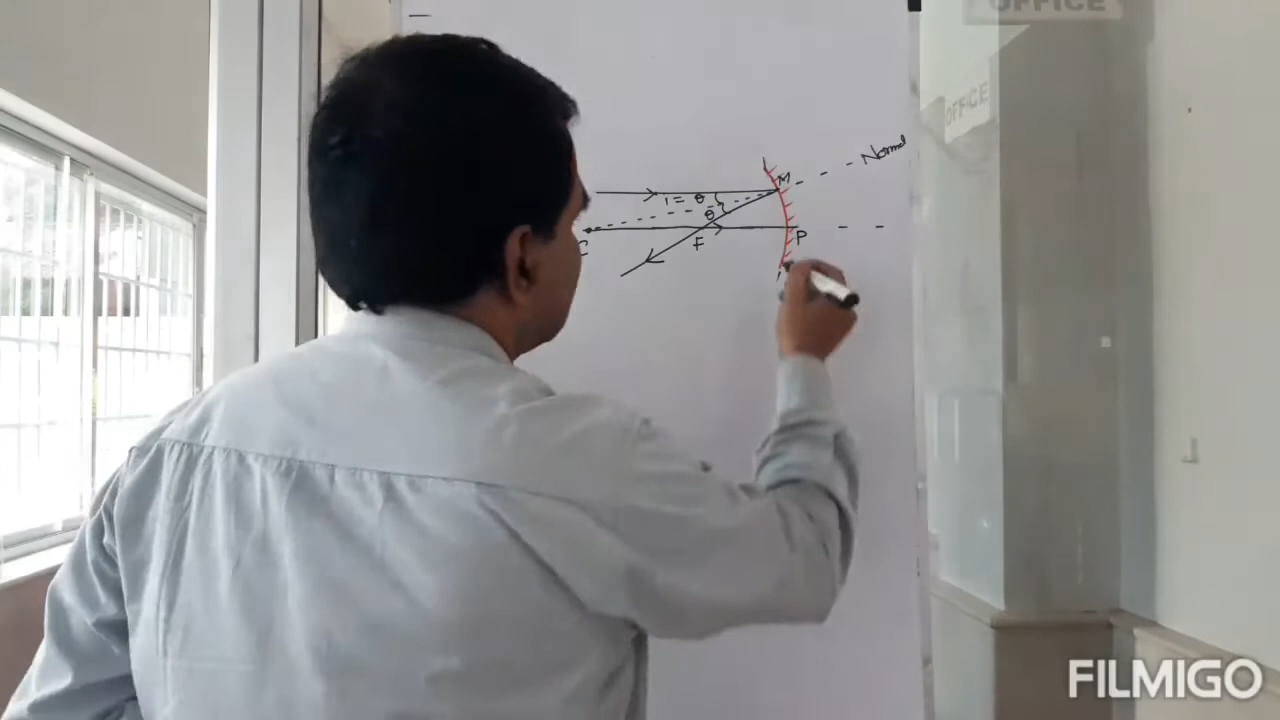 OFFICE
OFFICE
Normal
M
i = θ
θ
C
F
P
FILMIGO